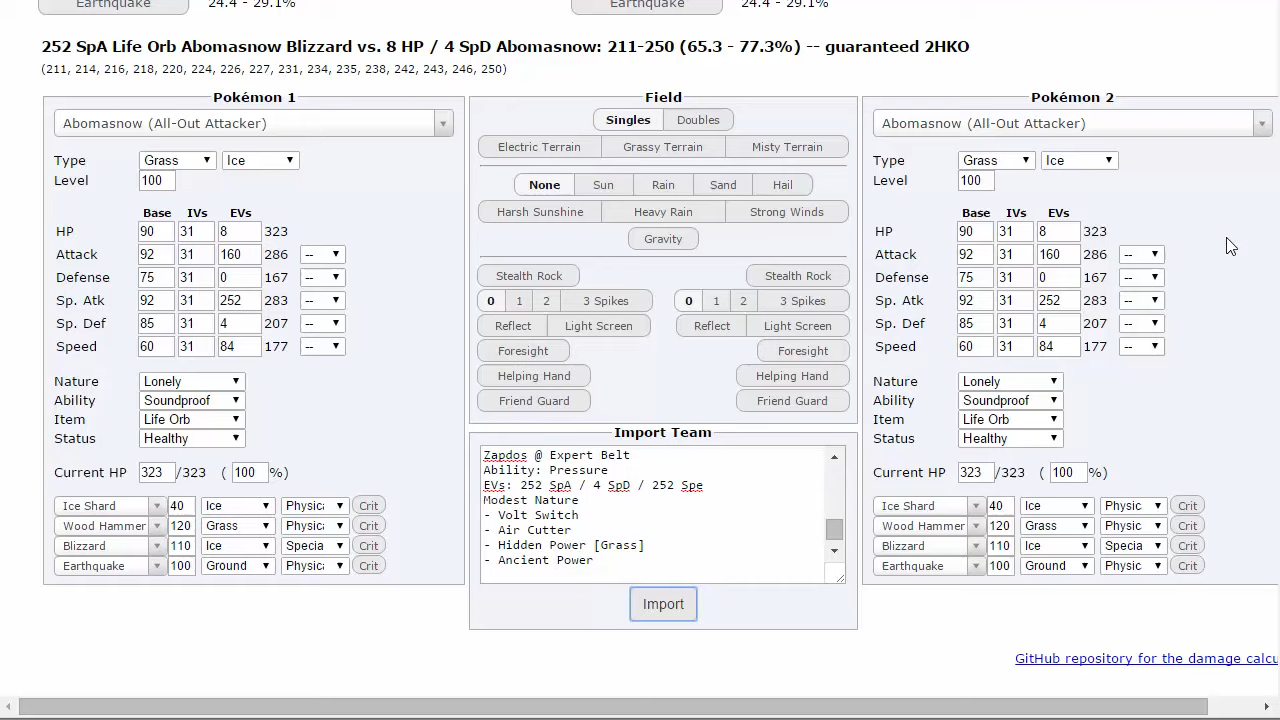 Earthquake 24.4 - 29.1% Earthquake 24.4 - 29.1%
252 SpA Life Orb Abomasnow Blizzard vs. 8 HP / 4 SpD Abomasnow: 211-250 (65.3 - 77.3%) -- guaranteed 2HKO
(211, 214, 216, 218, 220, 224, 226, 227, 231, 234, 235, 238, 242, 243, 246, 250)
Pokémon 1
Abomasnow (All-Out Attacker)
Type Grass Ice
Level 100
Base IVs EVs
HP 90 31 8 323
Attack 92 31 160 286 --
Defense 75 31 0 167 --
Sp. Atk 92 31 252 283 --
Sp. Def 85 31 4 207 --
Speed 60 31 84 177 --
Nature Lonely
Ability Soundproof
Item Life Orb
Status Healthy
Current HP 323 /323 ( 100 %)
Ice Shard 40 Ice Physic Crit
Wood Hammer 120 Grass Physic Crit
Blizzard 110 Ice Specia Crit
Earthquake 100 Ground Physic Crit
Field
Singles Doubles
Electric Terrain Grassy Terrain Misty Terrain
None Sun Rain Sand Hail
Harsh Sunshine Heavy Rain Strong Winds
Gravity
Stealth Rock Stealth Rock
0 1 2 3 Spikes 0 1 2 3 Spikes
Reflect Light Screen Reflect Light Screen
Foresight Foresight
Helping Hand Helping Hand
Friend Guard Friend Guard
Import Team
Zapdos @ Expert Belt
Ability: Pressure
EVs: 252 SpA / 4 SpD / 252 Spe
Modest Nature
- Volt Switch
- Air Cutter
- Hidden Power [Grass]
- Ancient Power
Import
Pokémon 2
Abomasnow (All-Out Attacker)
Type Grass Ice
Level 100
Base IVs EVs
HP 90 31 8 323
Attack 92 31 160 286 --
Defense 75 31 0 167 --
Sp. Atk 92 31 252 283 --
Sp. Def 85 31 4 207 --
Speed 60 31 84 177 --
Nature Lonely
Ability Soundproof
Item Life Orb
Status Healthy
Current HP 323 /323 ( 100 %)
Ice Shard 40 Ice Physic Crit
Wood Hammer 120 Grass Physic Crit
Blizzard 110 Ice Specia Crit
Earthquake 100 Ground Physic Crit
GitHub repository for the damage calcu